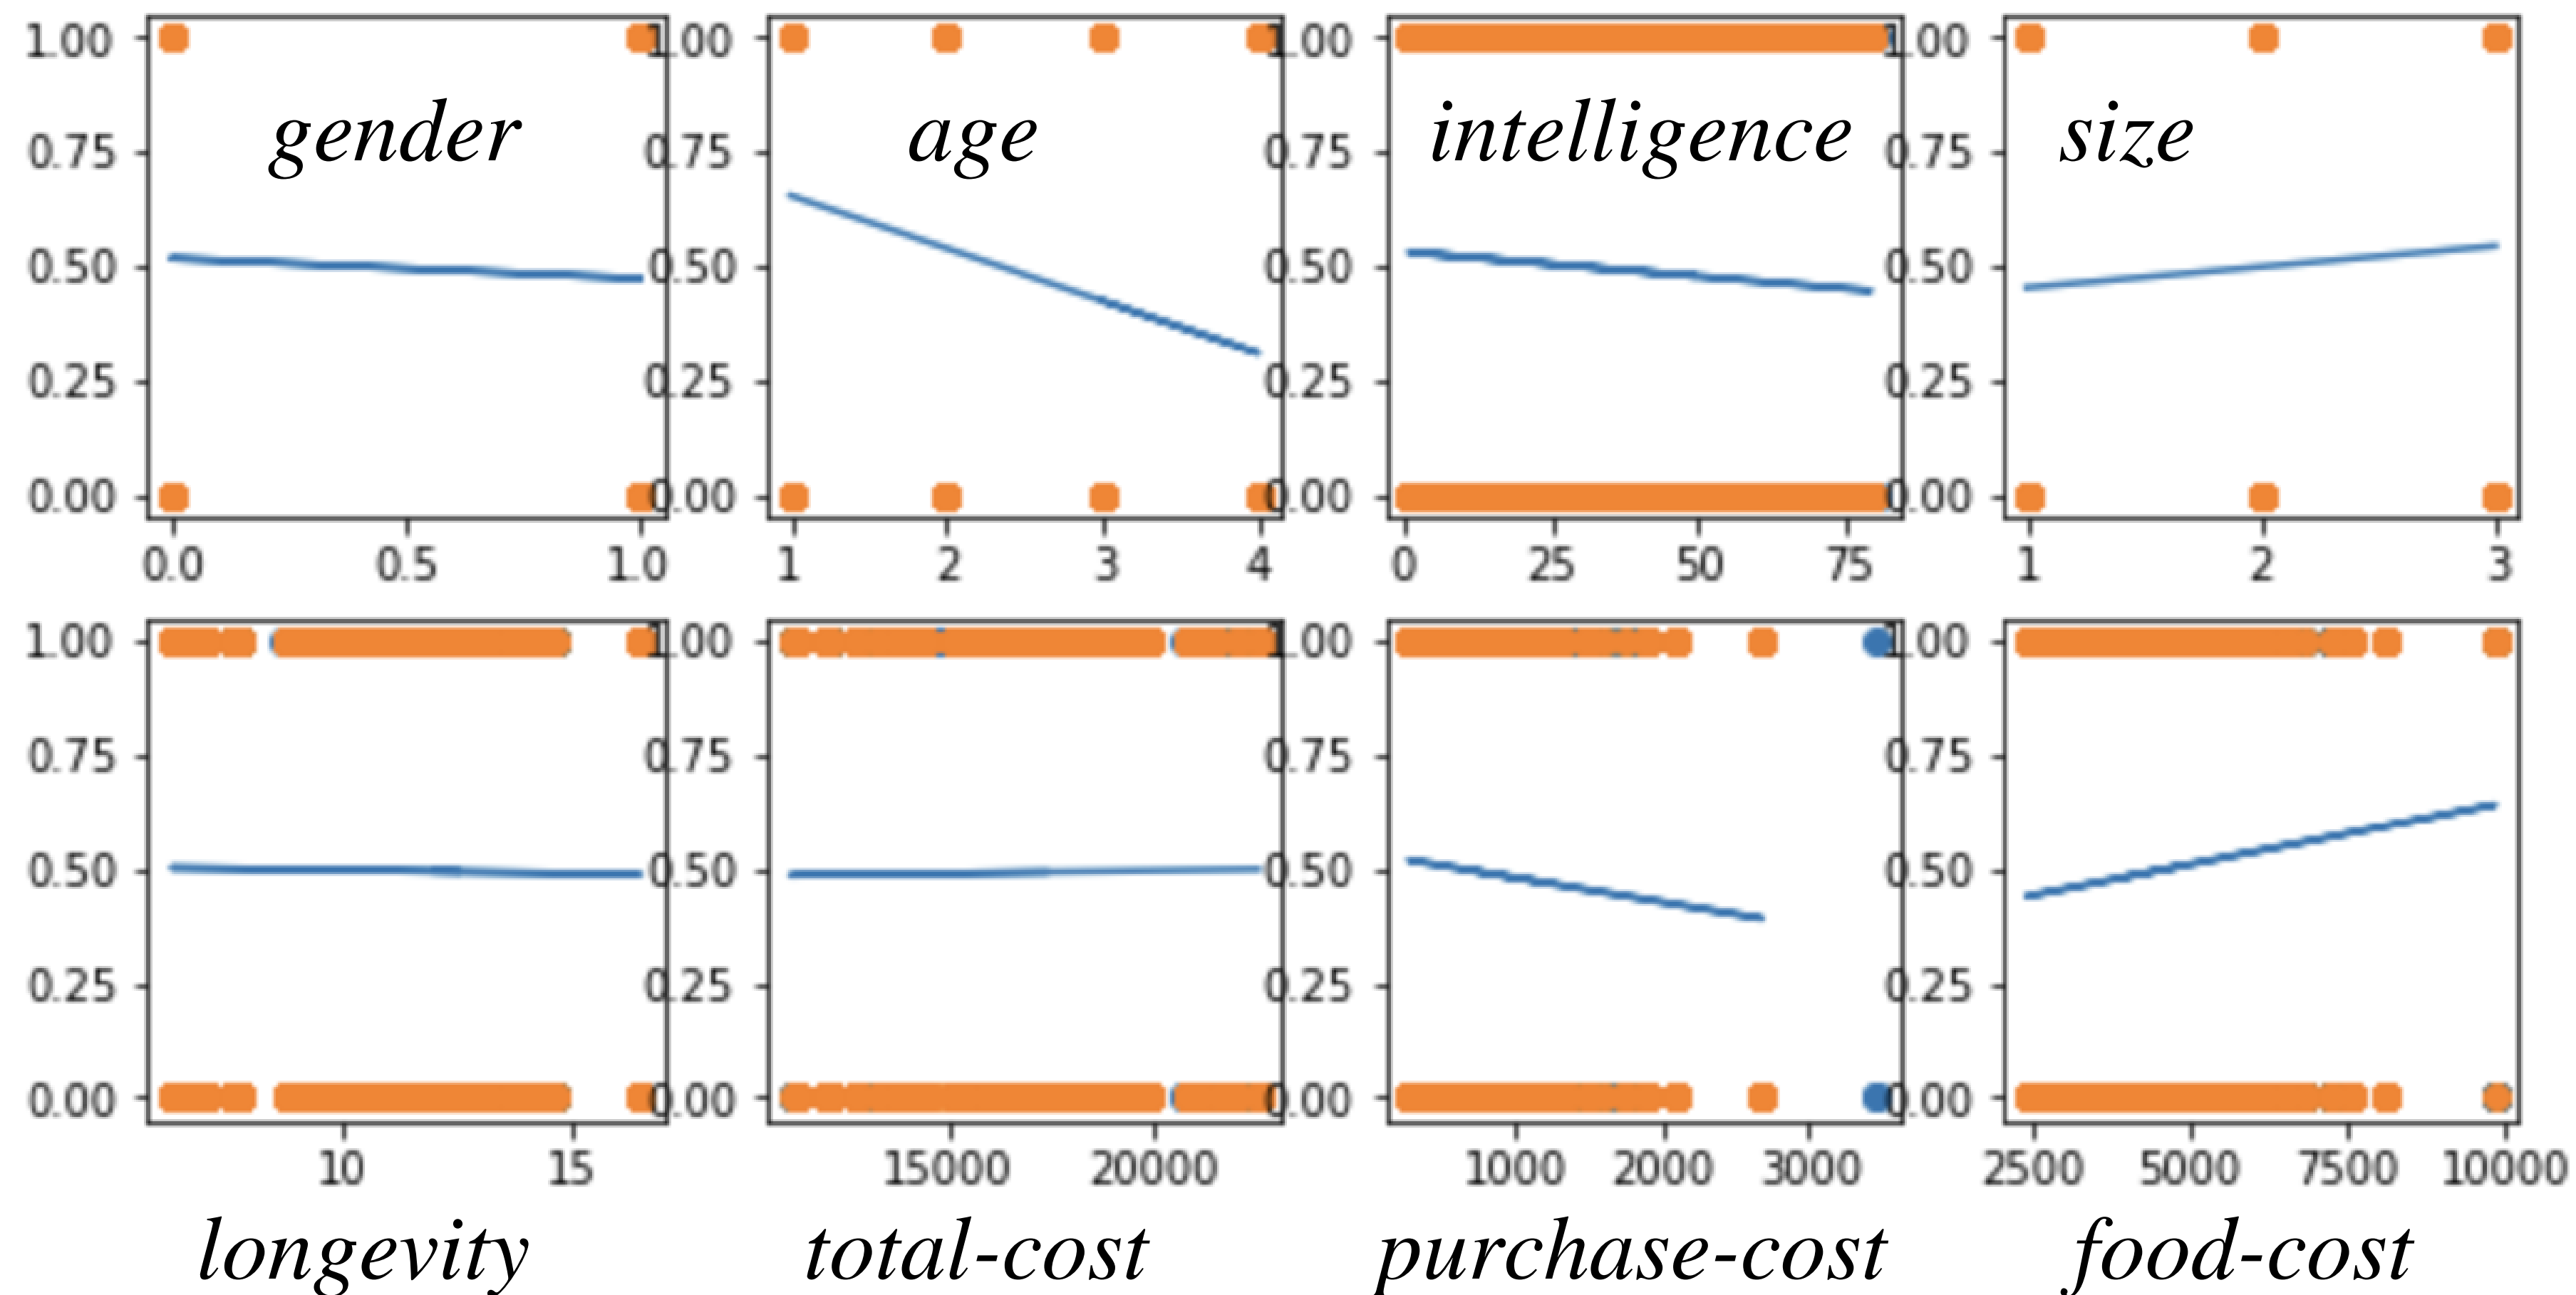 1.00 1.00 1.00 1.00
gender age intelligence size
0.75 0.75 0.75 0.75
0.50 0.50 0.50 0.50
0.25 0.25 0.25 0.25
0.00 0.00 0.00 0.00
0.0 0.5 1.0 1 2 3 4 0 25 50 75 1 2 3
1.00 1.00 1.00 1.00
0.75 0.75 0.75 0.75
0.50 0.50 0.50 0.50
0.25 0.25 0.25 0.25
0.00 0.00 0.00 0.00
10 15 15000 20000 1000 2000 3000 2500 5000 7500 10000
longevity total-cost purchase-cost food-cost